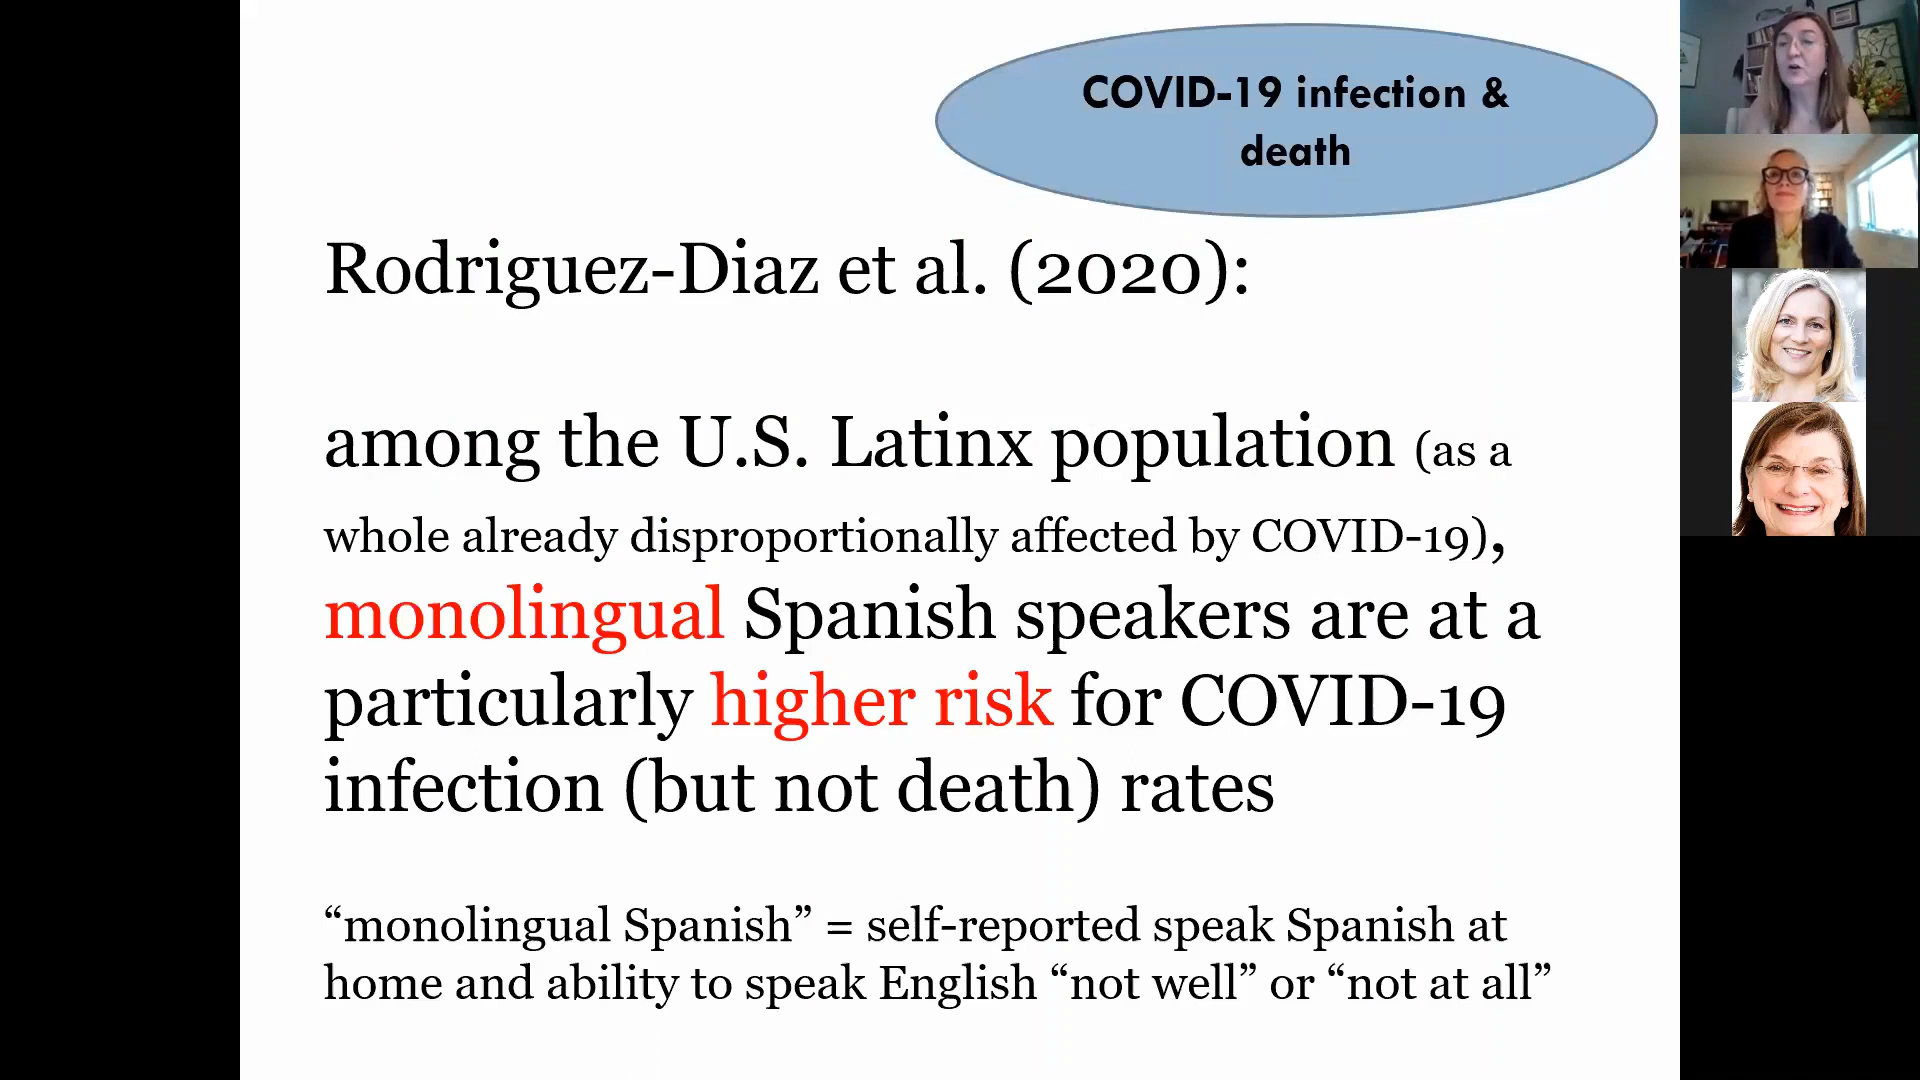 COVID-19 infection &
death
Rodriguez-Diaz et al. (2020):
among the U.S. Latinx population (as a
whole already disproportionally affected by COVID-19),
monolingual Spanish speakers are at a
particularly higher risk for COVID-19
infection (but not death) rates
“monolingual Spanish” = self-reported speak Spanish at
home and ability to speak English “not well” or “not at all”